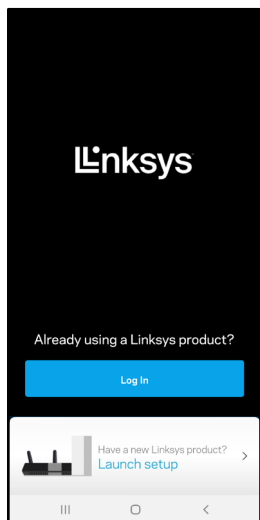 Linksys
Already using a Linksys product?
Log In
Have a new Linksys product?
Launch setup